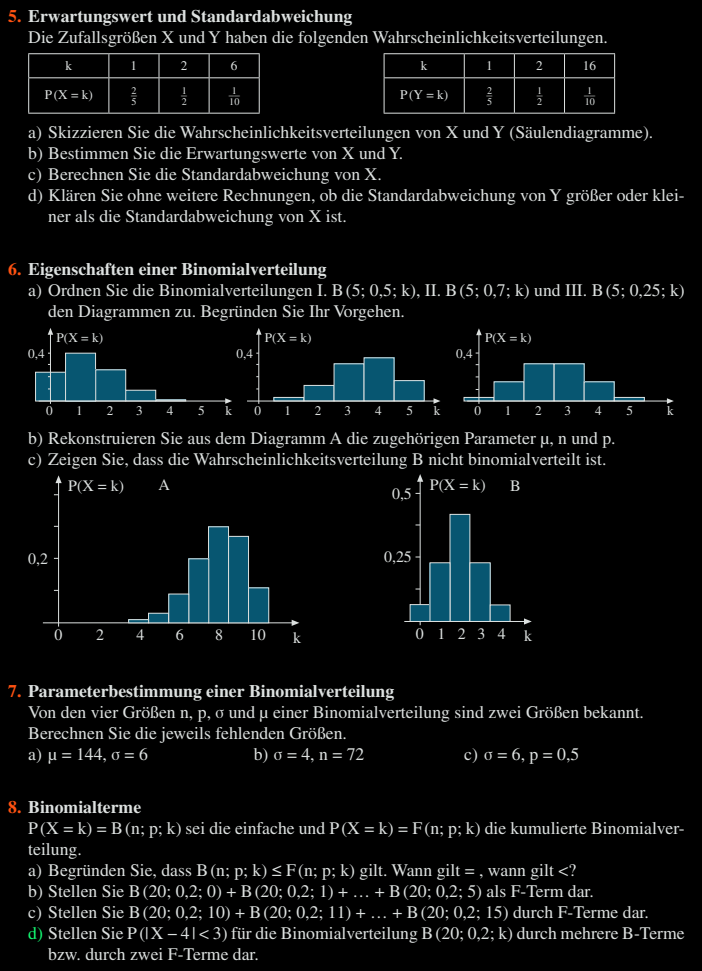 5. Erwartungswert und Standardabweichung
Die Zufallsgrößen X und Y haben die folgenden Wahrscheinlichkeitsverteilungen.
k 1 2 6
P(X = k) 2/5 1/2 1/10
k 1 2 16
P(Y = k) 2/5 1/2 1/10
a) Skizzieren Sie die Wahrscheinlichkeitsverteilungen von X und Y (Säulendiagramme).
b) Bestimmen Sie die Erwartungswerte von X und Y.
c) Berechnen Sie die Standardabweichung von X.
d) Klären Sie ohne weitere Rechnungen, ob die Standardabweichung von Y größer oder klei-
ner als die Standardabweichung von X ist.
6. Eigenschaften einer Binomialverteilung
a) Ordnen Sie die Binomialverteilungen I. B (5; 0,5; k), II. B (5; 0,7; k) und III. B (5; 0,25; k)
den Diagrammen zu. Begründen Sie Ihr Vorgehen.
P(X = k)
0,4
0 1 2 3 4 5 k
P(X = k)
0,4
0 1 2 3 4 5 k
P(X = k)
0,4
0 1 2 3 4 5 k
b) Rekonstruieren Sie aus dem Diagramm A die zugehörigen Parameter μ, n und p.
c) Zeigen Sie, dass die Wahrscheinlichkeitsverteilung B nicht binomialverteilt ist.
P(X = k) A
0,2
0 2 4 6 8 10 k
P(X = k) B
0,5
0,25
0 1 2 3 4 k
7. Parameterbestimmung einer Binomialverteilung
Von den vier Größen n, p, σ und μ einer Binomialverteilung sind zwei Größen bekannt.
Berechnen Sie die jeweils fehlenden Größen.
a) μ = 144, σ = 6 b) σ = 4, n = 72 c) σ = 6, p = 0,5
8. Binomialterme
P(X = k) = B (n; p; k) sei die einfache und P(X = k) = F (n; p; k) die kumulierte Binomialver-
teilung.
a) Begründen Sie, dass B (n; p; k) ≤ F (n; p; k) gilt. Wann gilt = , wann gilt <?
b) Stellen Sie B (20; 0,2; 0) + B (20; 0,2; 1) + … + B (20; 0,2; 5) als F-Term dar.
c) Stellen Sie B (20; 0,2; 10) + B (20; 0,2; 11) + … + B (20; 0,2; 15) durch F-Terme dar.
d) Stellen Sie P (|X − 4| < 3) für die Binomialverteilung B (20; 0,2; k) durch mehrere B-Terme
bzw. durch zwei F-Terme dar.